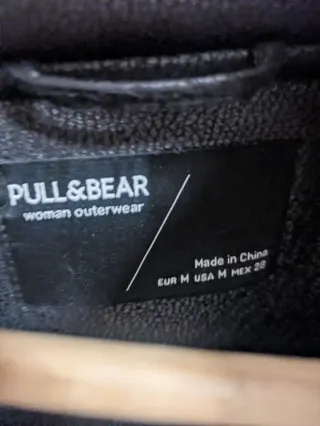 PULL&BEAR
woman outerwear
Made in China
EUR M USA M MEX 28